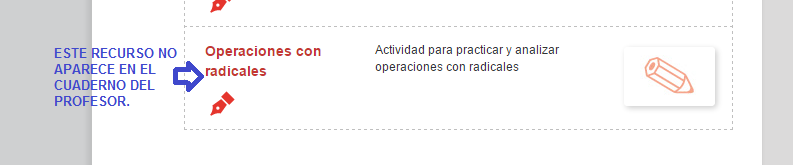 ESTE RECURSO NO
APARECE EN EL
CUADERNO DEL
PROFESOR.
Operaciones con
radicales
Actividad para practicar y analizar
operaciones con radicales